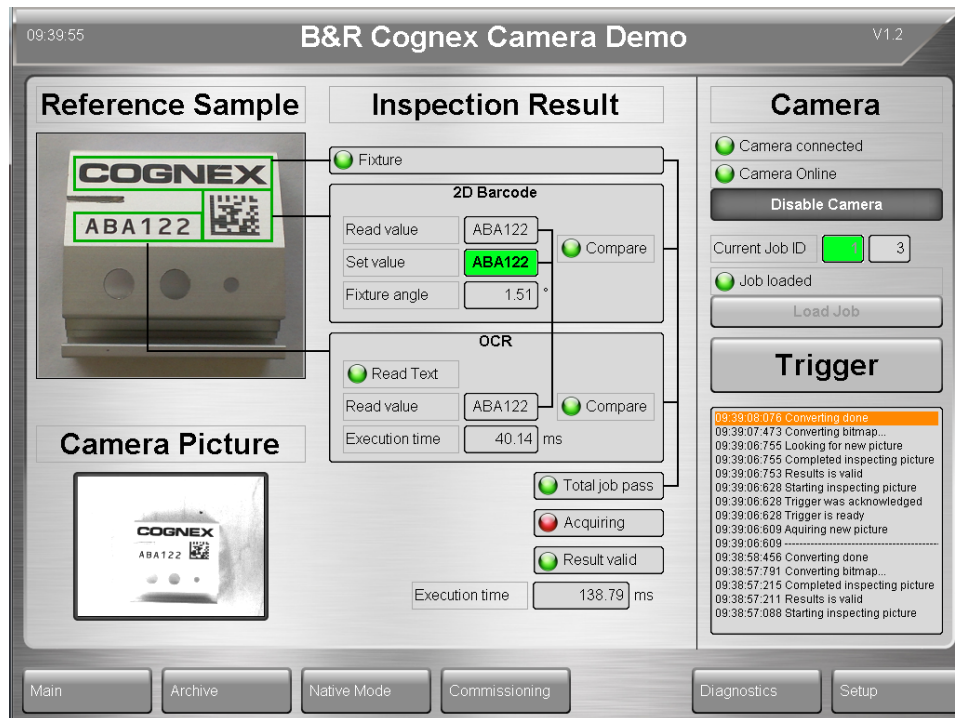 09:39:55
B&R Cognex Camera Demo
V1.2
Reference Sample
COGNEX
ABA122
Inspection Result
Fixture
2D Barcode
Read value ABA122
Set value ABA122
Compare
Fixture angle 1.51 °
OCR
Read Text
Read value ABA122
Compare
Execution time 40.14 ms
Total job pass
Acquiring
Result valid
Execution time 138.79 ms
Camera Picture
COGNEX
ABA122
Camera
Camera connected
Camera Online
Disable Camera
Current Job ID 3
Job loaded
Load Job
Trigger
09:39:08:076 Converting done
09:39:07:473 Converting bitmap...
09:39:06:755 Looking for new picture
09:39:06:755 Completed inspecting picture
09:39:06:753 Results is valid
09:39:06:628 Starting inspecting picture
09:39:06:628 Trigger was acknowledged
09:39:06:628 Trigger is ready
09:39:06:609 Aquiring new picture
09:39:06:609 ----------------------------------------
09:38:58:456 Converting done
09:38:57:791 Converting bitmap...
09:38:57:215 Completed inspecting picture
09:38:57:211 Results is valid
09:38:57:088 Starting inspecting picture
Main
Archive
Native Mode
Commissioning
Diagnostics
Setup